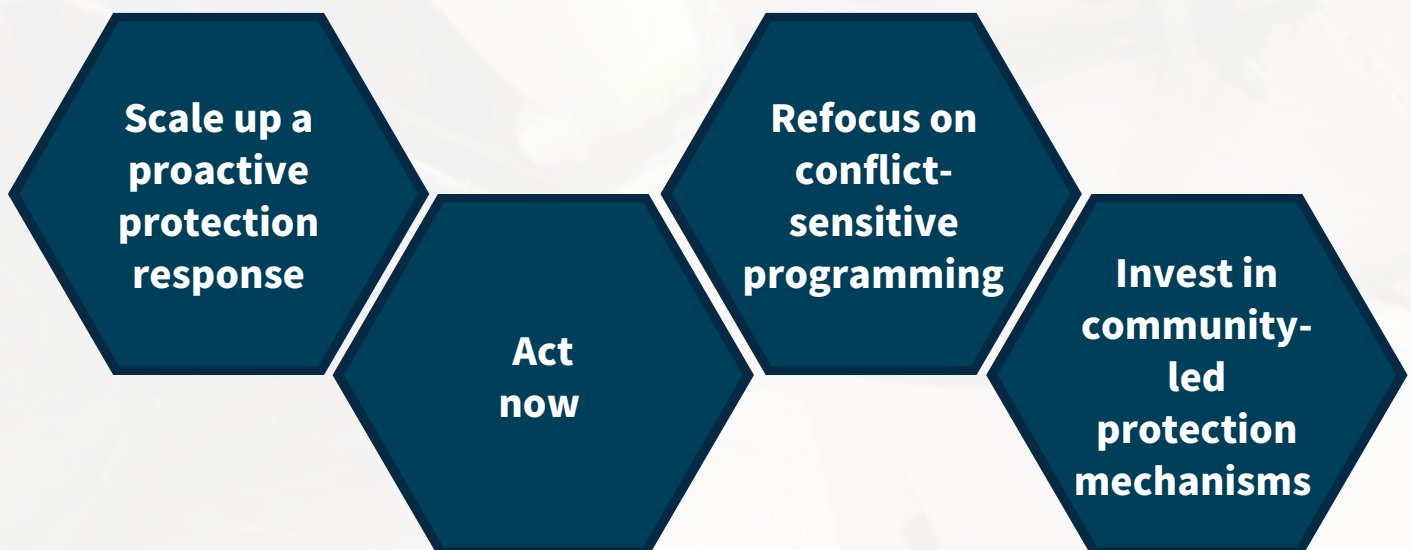 Scale up a
proactive
protection
response
Act
now
Refocus on
conflict-
sensitive
programming
Invest in
community-
led
protection
mechanisms